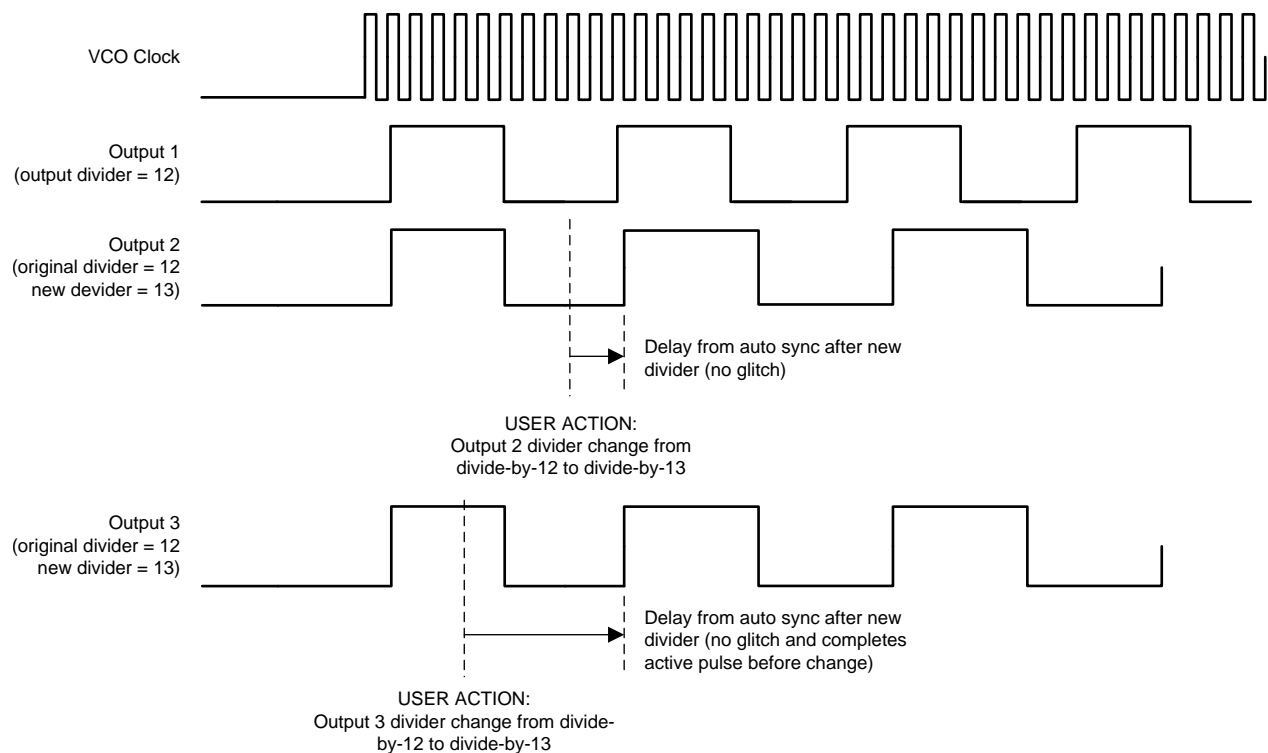 VCO Clock
Output 1
(output divider = 12)
Output 2
(original divider = 12
new devider = 13)
Delay from auto sync after new
divider (no glitch)
USER ACTION:
Output 2 divider change from
divide-by-12 to divide-by-13
Output 3
(original divider = 12
new divider = 13)
Delay from auto sync after new
divider (no glitch and completes
active pulse before change)
USER ACTION:
Output 3 divider change from divide-
by-12 to divide-by-13